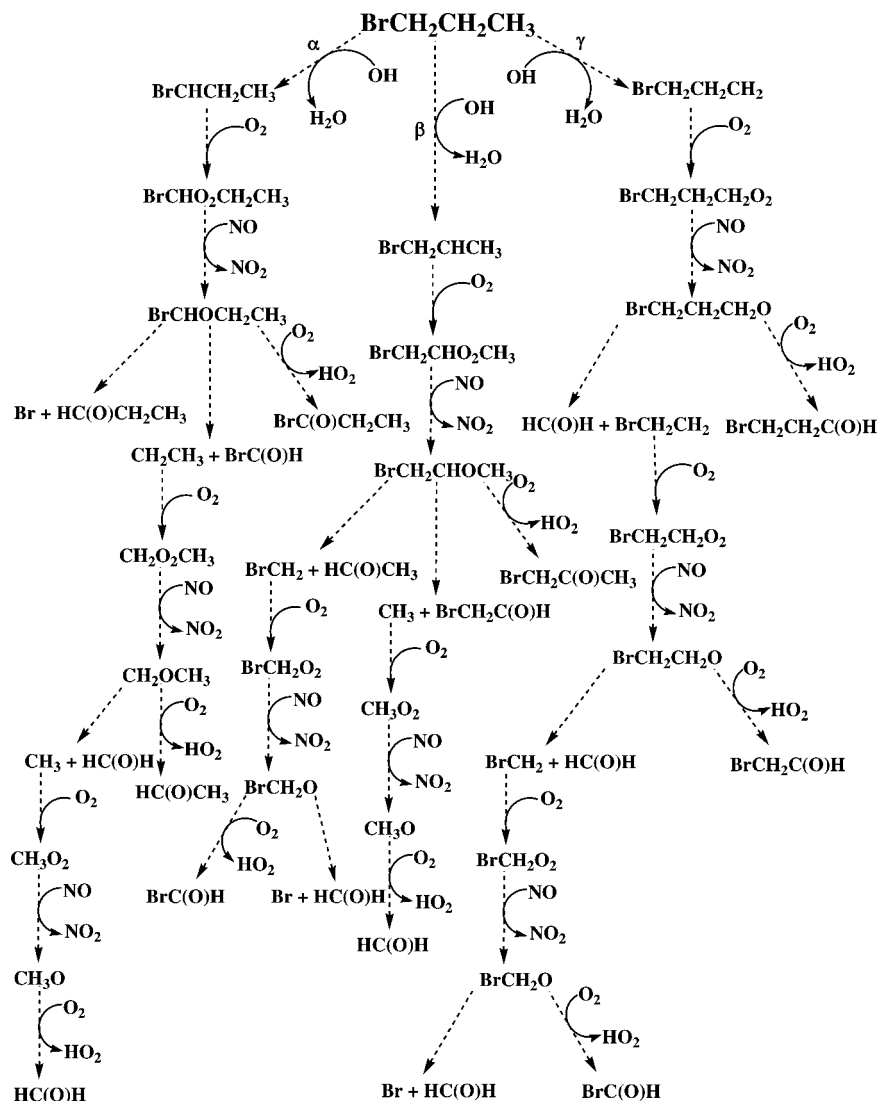 BrCH₂CH₂CH₃
α OH H₂O
β OH H₂O
γ OH H₂O
BrCHCH₂CH₃
O₂
BrCHO₂CH₂CH₃
NO
NO₂
BrCHOCH₂CH₃
O₂
HO₂
Br + HC(O)CH₂CH₃
BrC(O)CH₂CH₃
CH₂CH₃ + BrC(O)H
O₂
CH₂O₂CH₃
NO
NO₂
CH₂OCH₃
O₂
HO₂
CH₃ + HC(O)H
HC(O)CH₃
O₂
CH₃O₂
NO
NO₂
CH₃O
O₂
HO₂
HC(O)H
BrCH₂CHCH₃
O₂
BrCH₂CHO₂CH₃
NO
NO₂
BrCH₂CHOCH₃
O₂
HO₂
BrCH₂ + HC(O)CH₃
BrCH₂C(O)CH₃
O₂
BrCH₂O₂
NO
NO₂
BrCH₂O
O₂
HO₂
BrC(O)H
Br + HC(O)H
CH₃ + BrCH₂C(O)H
O₂
CH₃O₂
NO
NO₂
CH₃O
O₂
HO₂
HC(O)H
BrCH₂CH₂CH₂
O₂
BrCH₂CH₂CH₂O₂
NO
NO₂
BrCH₂CH₂CH₂O
O₂
HO₂
HC(O)H + BrCH₂CH₂
BrCH₂CH₂C(O)H
O₂
BrCH₂CH₂O₂
NO
NO₂
BrCH₂CH₂O
O₂
HO₂
BrCH₂ + HC(O)H
BrCH₂C(O)H
O₂
BrCH₂O₂
NO
NO₂
BrCH₂O
O₂
HO₂
Br + HC(O)H
BrC(O)H